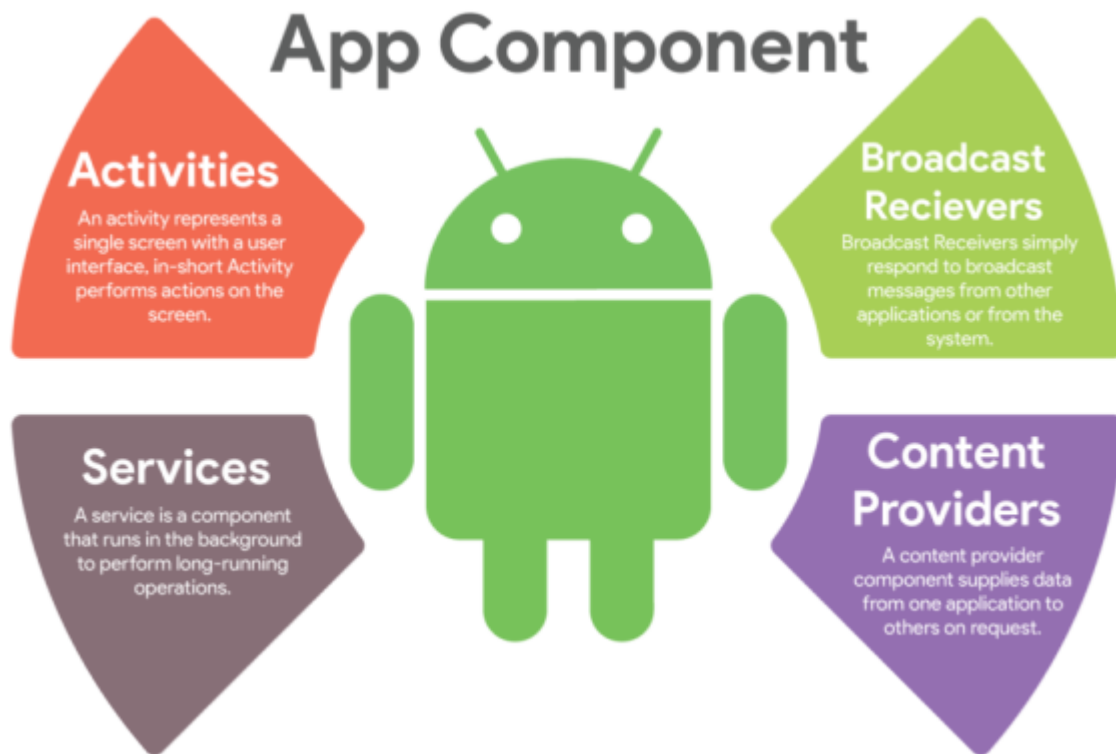 App Component
Activities
An activity represents a
single screen with a user
interface, in-short Activity
performs actions on the
screen.
Broadcast
Recievers
Broadcast Receivers simply
respond to broadcast
messages from other
applications or from the
system.
Services
A service is a component
that runs in the background
to perform long-running
operations.
Content
Providers
A content provider
component supplies data
from one application to
others on request.